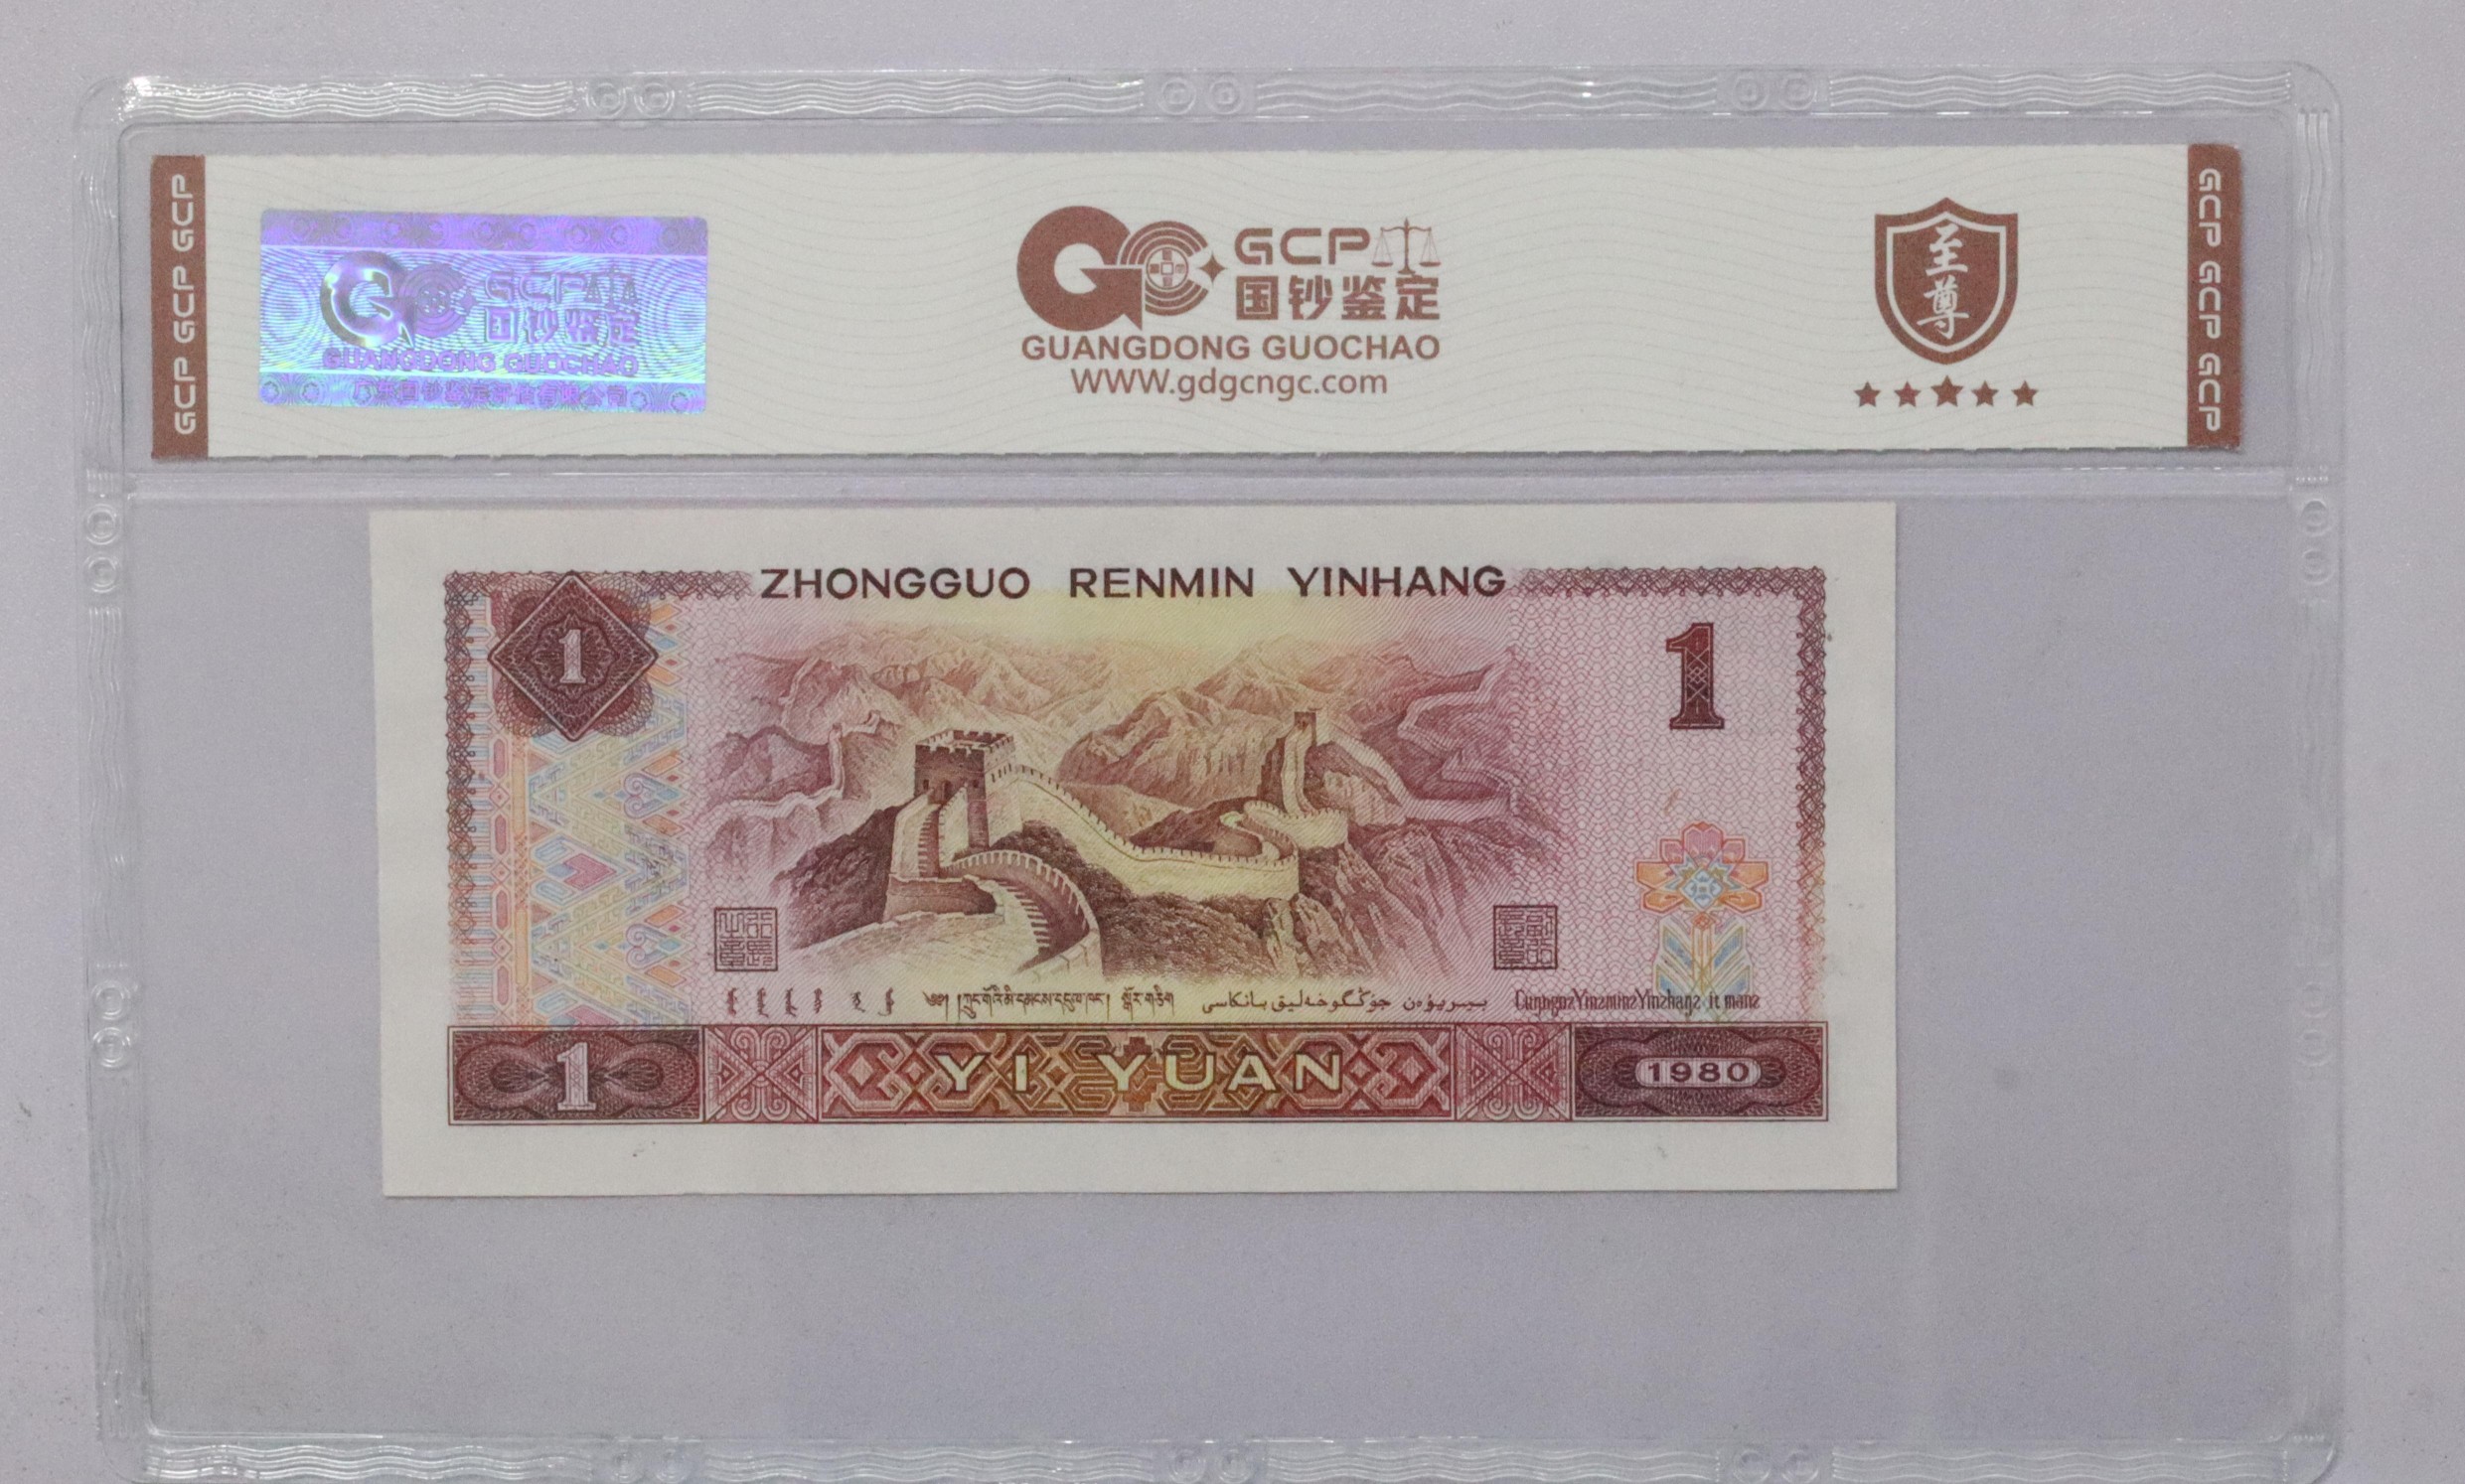 GCP GCP GCP
GCP
国钞鉴定
GUANGDONG GUOCHAO
GCP
国钞鉴定
GUANGDONG GUOCHAO
WWW.gdgcngc.com
至尊
GCP GCP GCP
ZHONGGUO RENMIN YINHANG
1
1
1
YI YUAN
1980